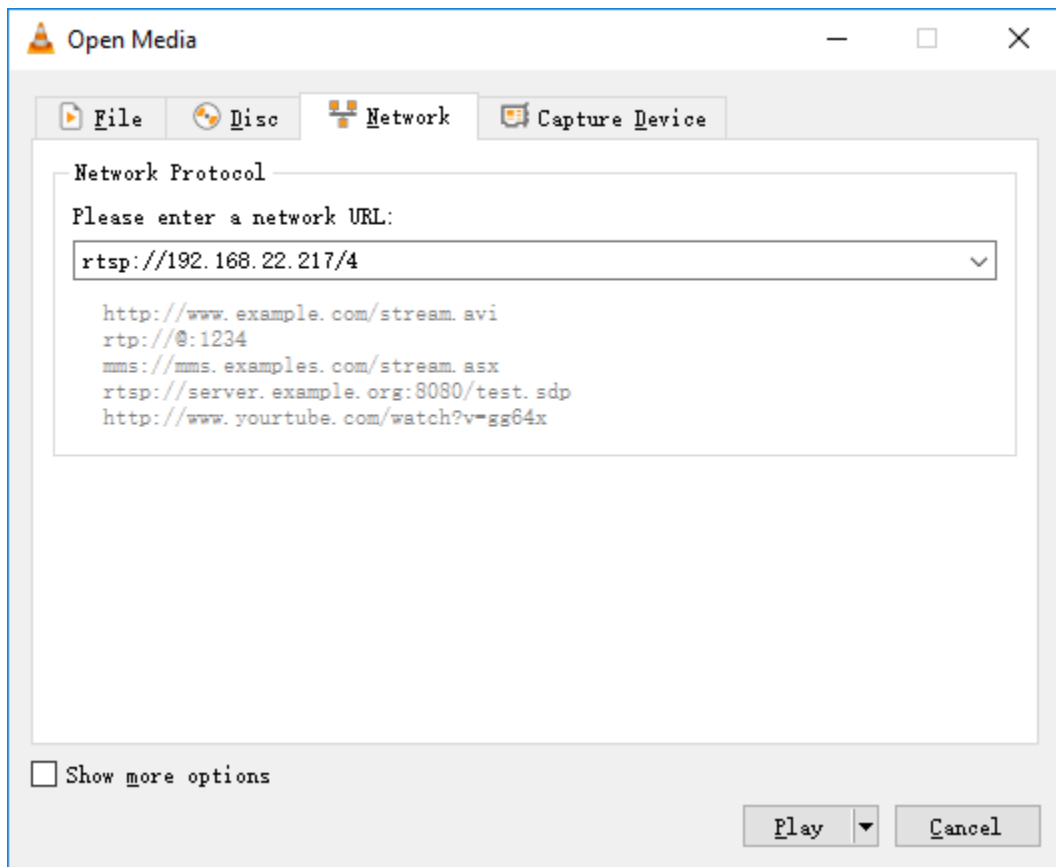 Open Media
File Disc Network Capture Device
Network Protocol
Please enter a network URL:
rtsp://192.168.22.217/4
http://www.example.com/stream.avi
rtp://@:1234
mms://mms.examples.com/stream.asx
rtsp://server.example.org:8080/test.sdp
http://www.yourtube.com/watch?v=gg64x
Show more options
Play Cancel